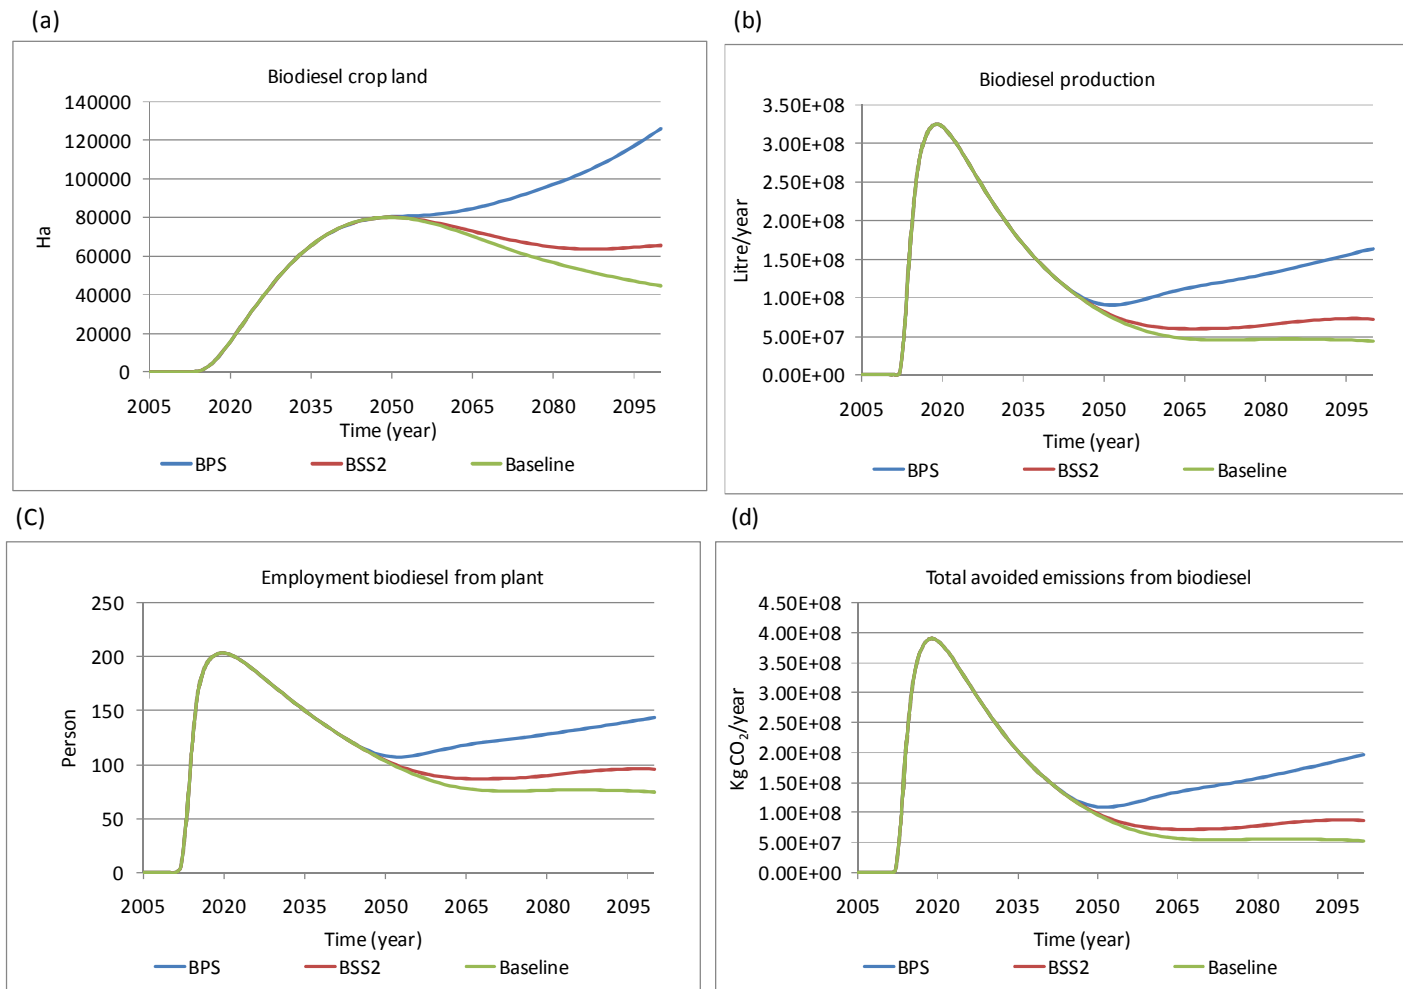 (a)
Biodiesel crop land
Ha
140000
120000
100000
80000
60000
40000
20000
0
2005 2020 2035 2050 2065 2080 2095
Time (year)
BPS BSS2 Baseline
(b)
Biodiesel production
Litre/year
3.50E+08
3.00E+08
2.50E+08
2.00E+08
1.50E+08
1.00E+08
5.00E+07
0.00E+00
2005 2020 2035 2050 2065 2080 2095
Time (year)
BPS BSS2 Baseline
(C)
Employment biodiesel from plant
Person
250
200
150
100
50
0
2005 2020 2035 2050 2065 2080 2095
Time (year)
BPS BSS2 Baseline
(d)
Total avoided emissions from biodiesel
Kg CO₂/year
4.50E+08
4.00E+08
3.50E+08
3.00E+08
2.50E+08
2.00E+08
1.50E+08
1.00E+08
5.00E+07
0.00E+00
2005 2020 2035 2050 2065 2080 2095
Time (year)
BPS BSS2 Baseline